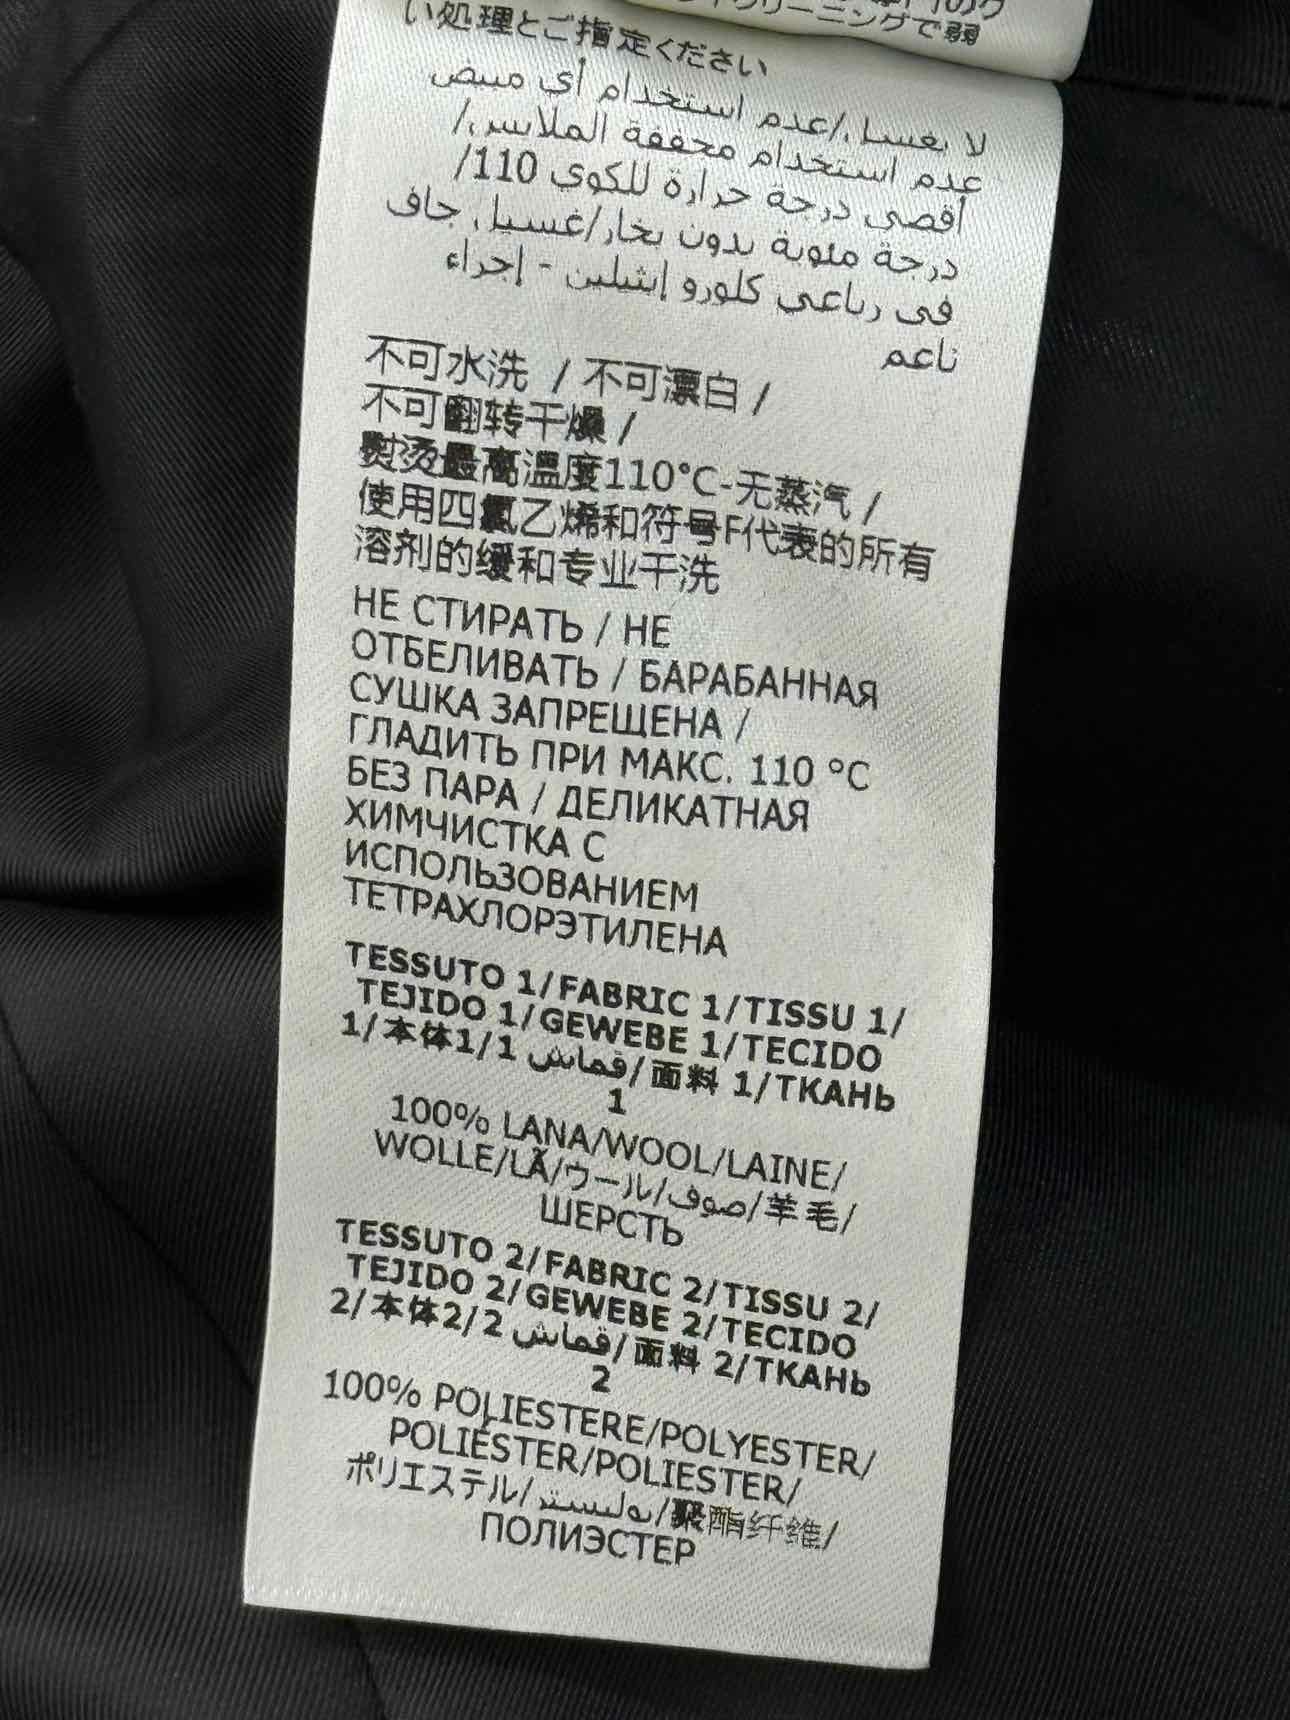 クリーニングで弱
い処理とご指定ください
لا يغسل/عدم استخدام أي مبيض
عدم استخدام مجففة الملابس/
أقصى درجة حرارة للكوي 110/
درجة مئوية بدون بخار/غسيل جاف
في رباعي كلورو إيثيلين - إجراء
ناعم
不可水洗 / 不可漂白 /
不可翻转干燥 /
熨烫最高温度110°C-无蒸汽 /
使用四氯乙烯和符号F代表的所有
溶剂的缓和专业干洗
НЕ СТИРАТЬ / НЕ
ОТБЕЛИВАТЬ / БАРАБАННАЯ
СУШКА ЗАПРЕЩЕНА /
ГЛАДИТЬ ПРИ МАКС. 110 °C
БЕЗ ПАРА / ДЕЛИКАТНАЯ
ХИМЧИСТКА С
ИСПОЛЬЗОВАНИЕМ
ТЕТРАХЛОРЭТИЛЕНА
TESSUTO 1/FABRIC 1/TISSU 1/
TEJIDO 1/GEWEBE 1/TECIDO
1/本体1/1 قماش/面料 1/ТКАНЬ
1
100% LANA/WOOL/LAINE/
WOLLE/LÃ/ウール/صوف/羊毛/
ШЕРСТЬ
TESSUTO 2/FABRIC 2/TISSU 2/
TEJIDO 2/GEWEBE 2/TECIDO
2/本体2/2 قماش/面料 2/ТКАНЬ
2
100% POLIESTERE/POLYESTER/
POLIÉSTER/POLIESTER/
ポリエステル/بوليستر/聚酯纤维/
ПОЛИЭСТЕР